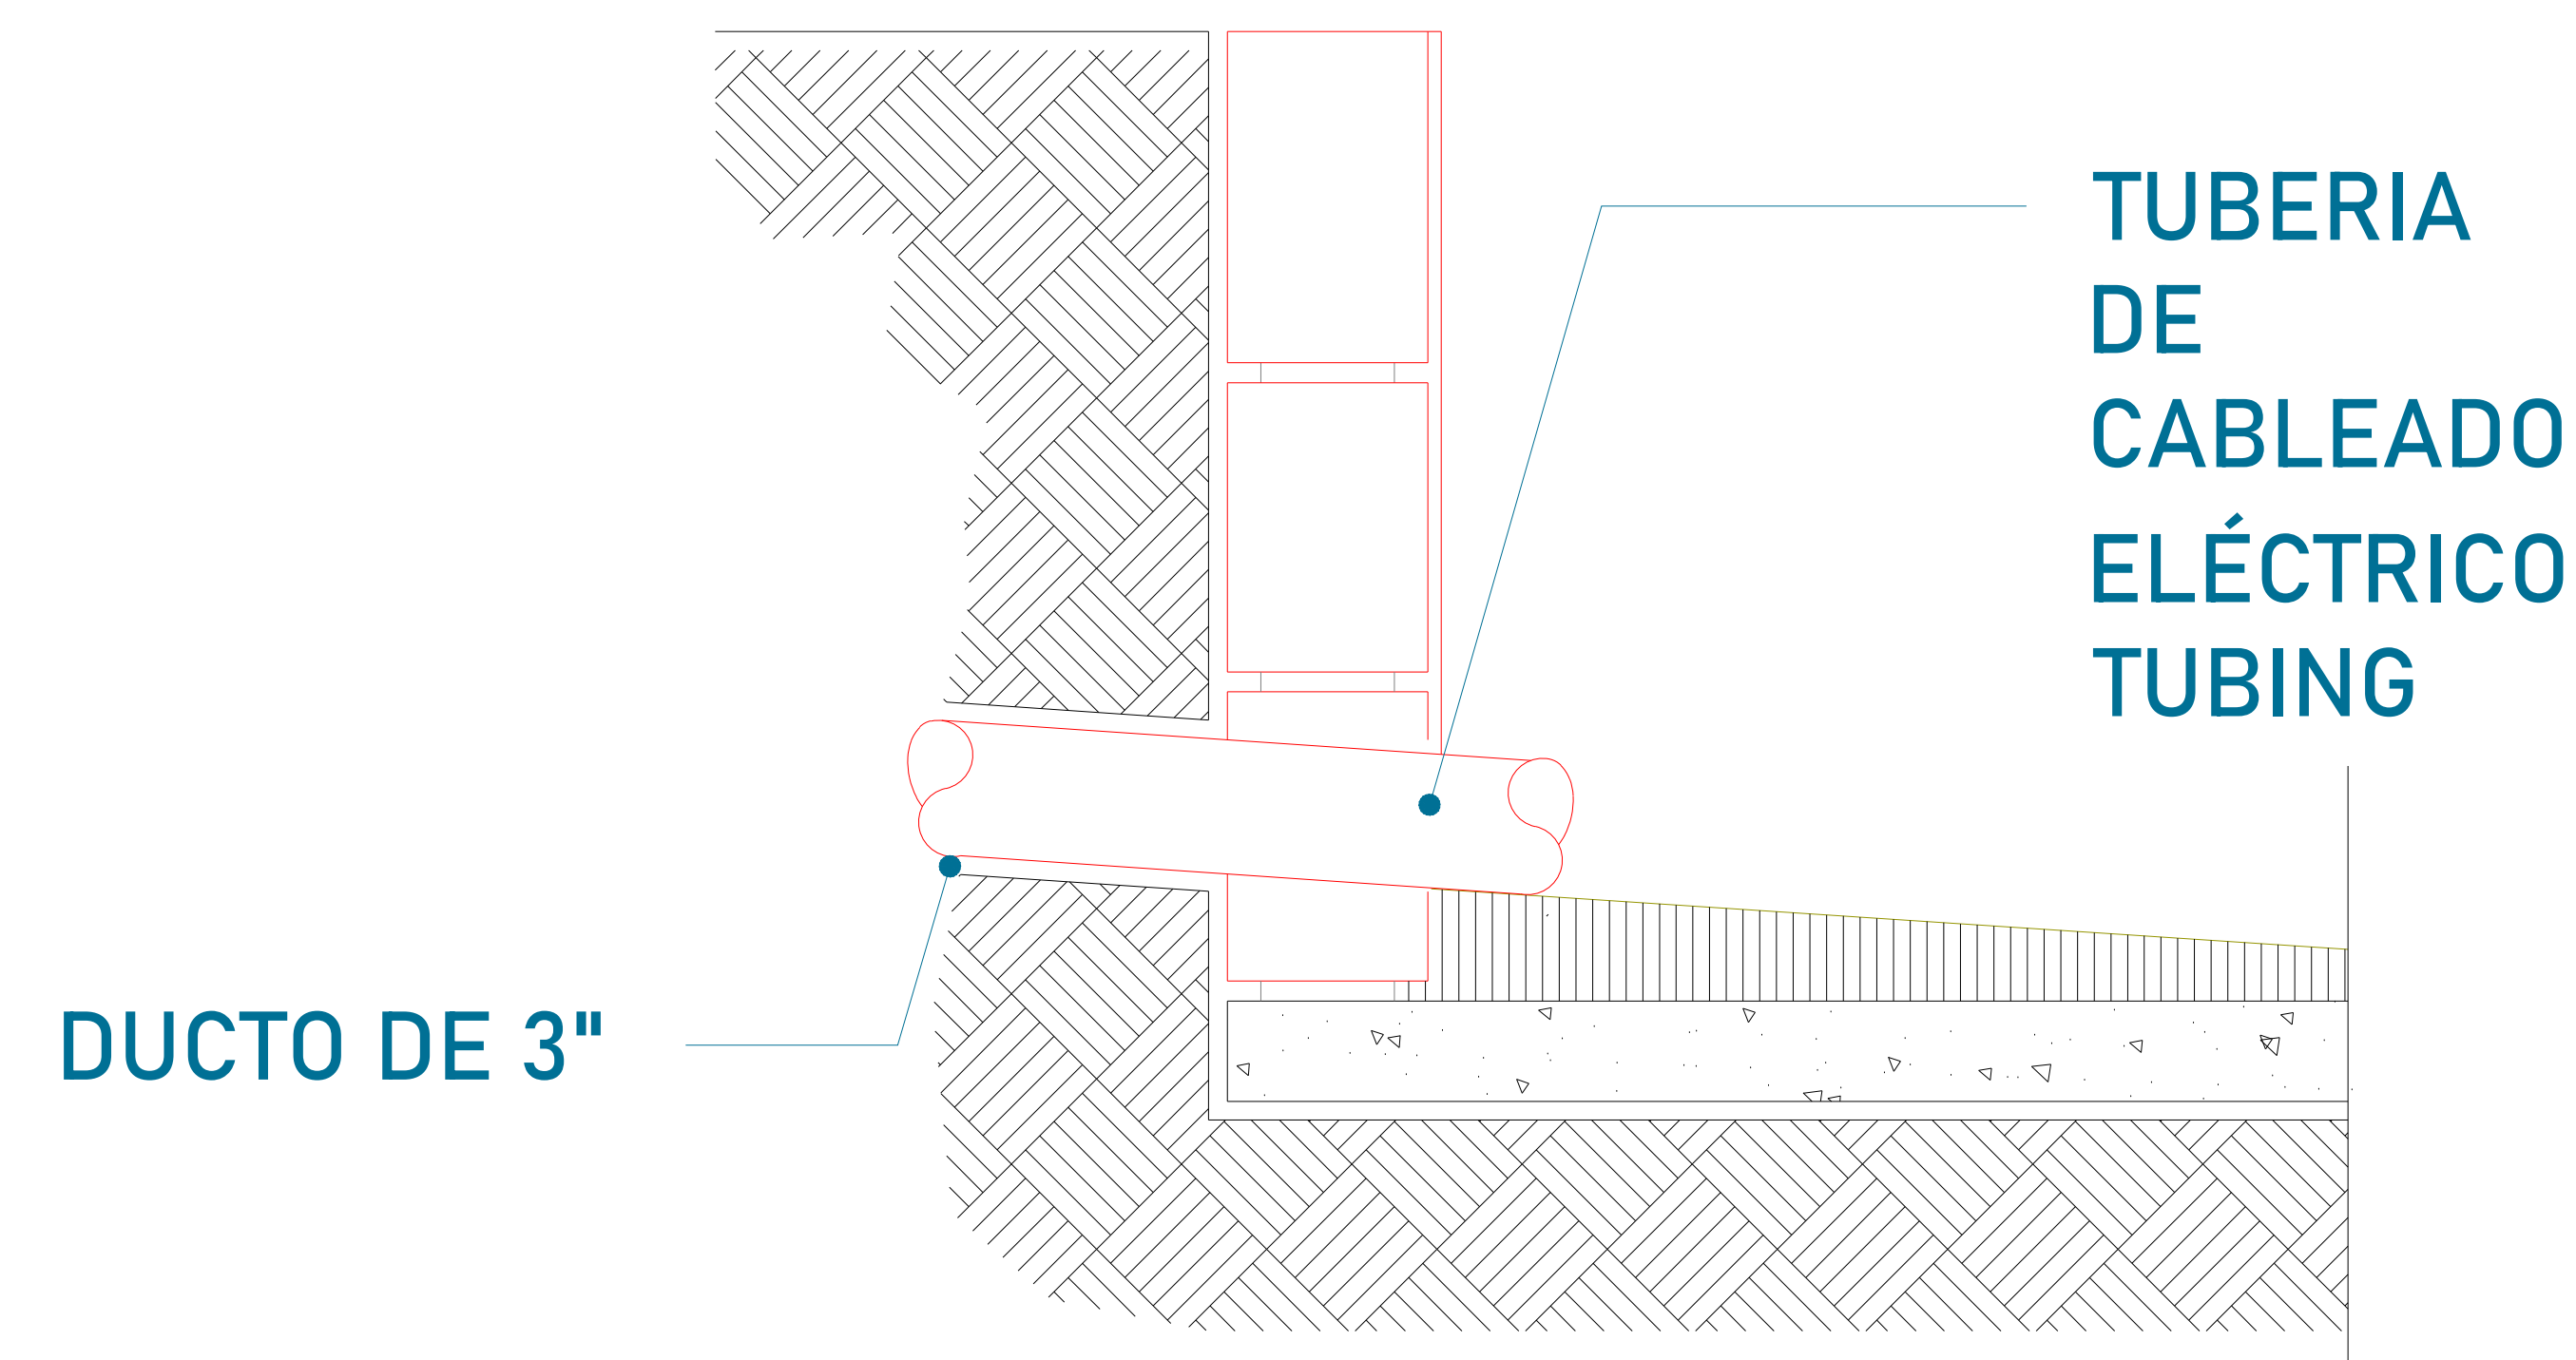 TUBERIA
DE
CABLEADO
ELÉCTRICO
TUBING
DUCTO DE 3"